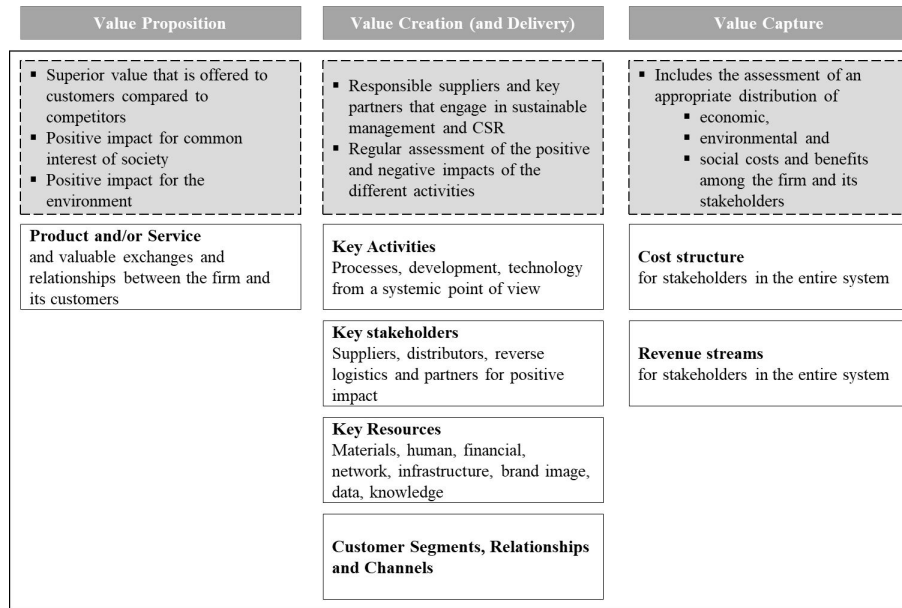 Value Proposition
Value Creation (and Delivery)
Value Capture
▪ Superior value that is offered to
customers compared to
competitors
▪ Positive impact for common
interest of society
▪ Positive impact for the
environment
Product and/or Service
and valuable exchanges and
relationships between the firm and
its customers
▪ Responsible suppliers and key
partners that engage in sustainable
management and CSR
▪ Regular assessment of the positive
and negative impacts of the
different activities
Key Activities
Processes, development, technology
from a systemic point of view
Key stakeholders
Suppliers, distributors, reverse
logistics and partners for positive
impact
Key Resources
Materials, human, financial,
network, infrastructure, brand image,
data, knowledge
Customer Segments, Relationships
and Channels
▪ Includes the assessment of an
appropriate distribution of
▪ economic,
▪ environmental and
▪ social costs and benefits
among the firm and its
stakeholders
Cost structure
for stakeholders in the entire system
Revenue streams
for stakeholders in the entire system